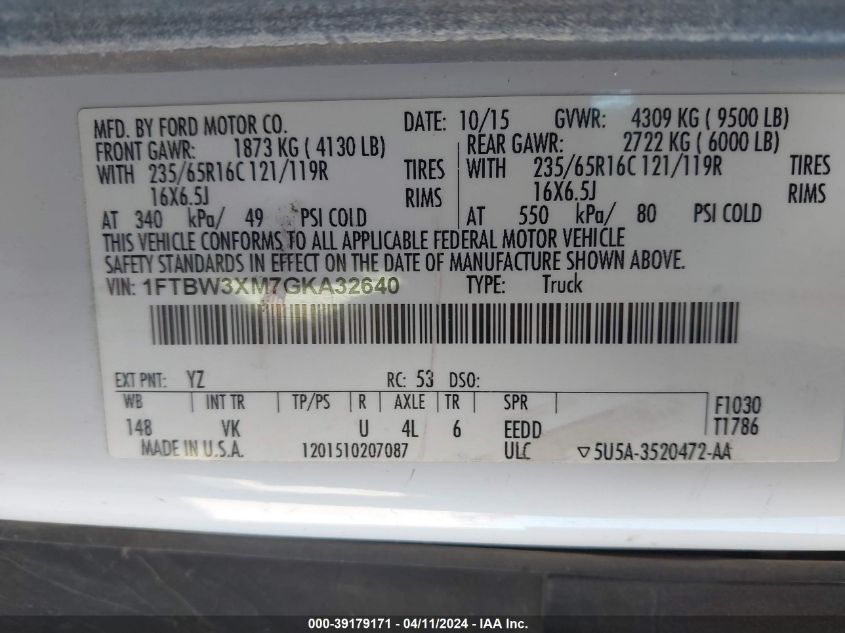 MFD. BY FORD MOTOR CO. DATE: 10/15 GVWR: 4309 KG ( 9500 LB)
FRONT GAWR: 1873 KG ( 4130 LB) REAR GAWR: 2722 KG ( 6000 LB)
WITH 235/65R16C 121/119R TIRES WITH 235/65R16C 121/119R TIRES
16X6.5J RIMS 16X6.5J RIMS
AT 340 kPa/ 49 PSI COLD AT 550 kPa/ 80 PSI COLD
THIS VEHICLE CONFORMS TO ALL APPLICABLE FEDERAL MOTOR VEHICLE
SAFETY STANDARDS IN EFFECT ON THE DATE OF MANUFACTURE SHOWN ABOVE.
VIN: 1FTBW3XM7GKA32640 TYPE: Truck
EXT PNT: YZ RC: 53 DSO:
WB INT TR TP/PS R AXLE TR SPR F1030
148 VK U 4L 6 EEDD T1786
MADE IN U.S.A. 1201510207087 ULC ▽5U5A-3520472-AA
000-39179171 - 04/11/2024 - IAA Inc.